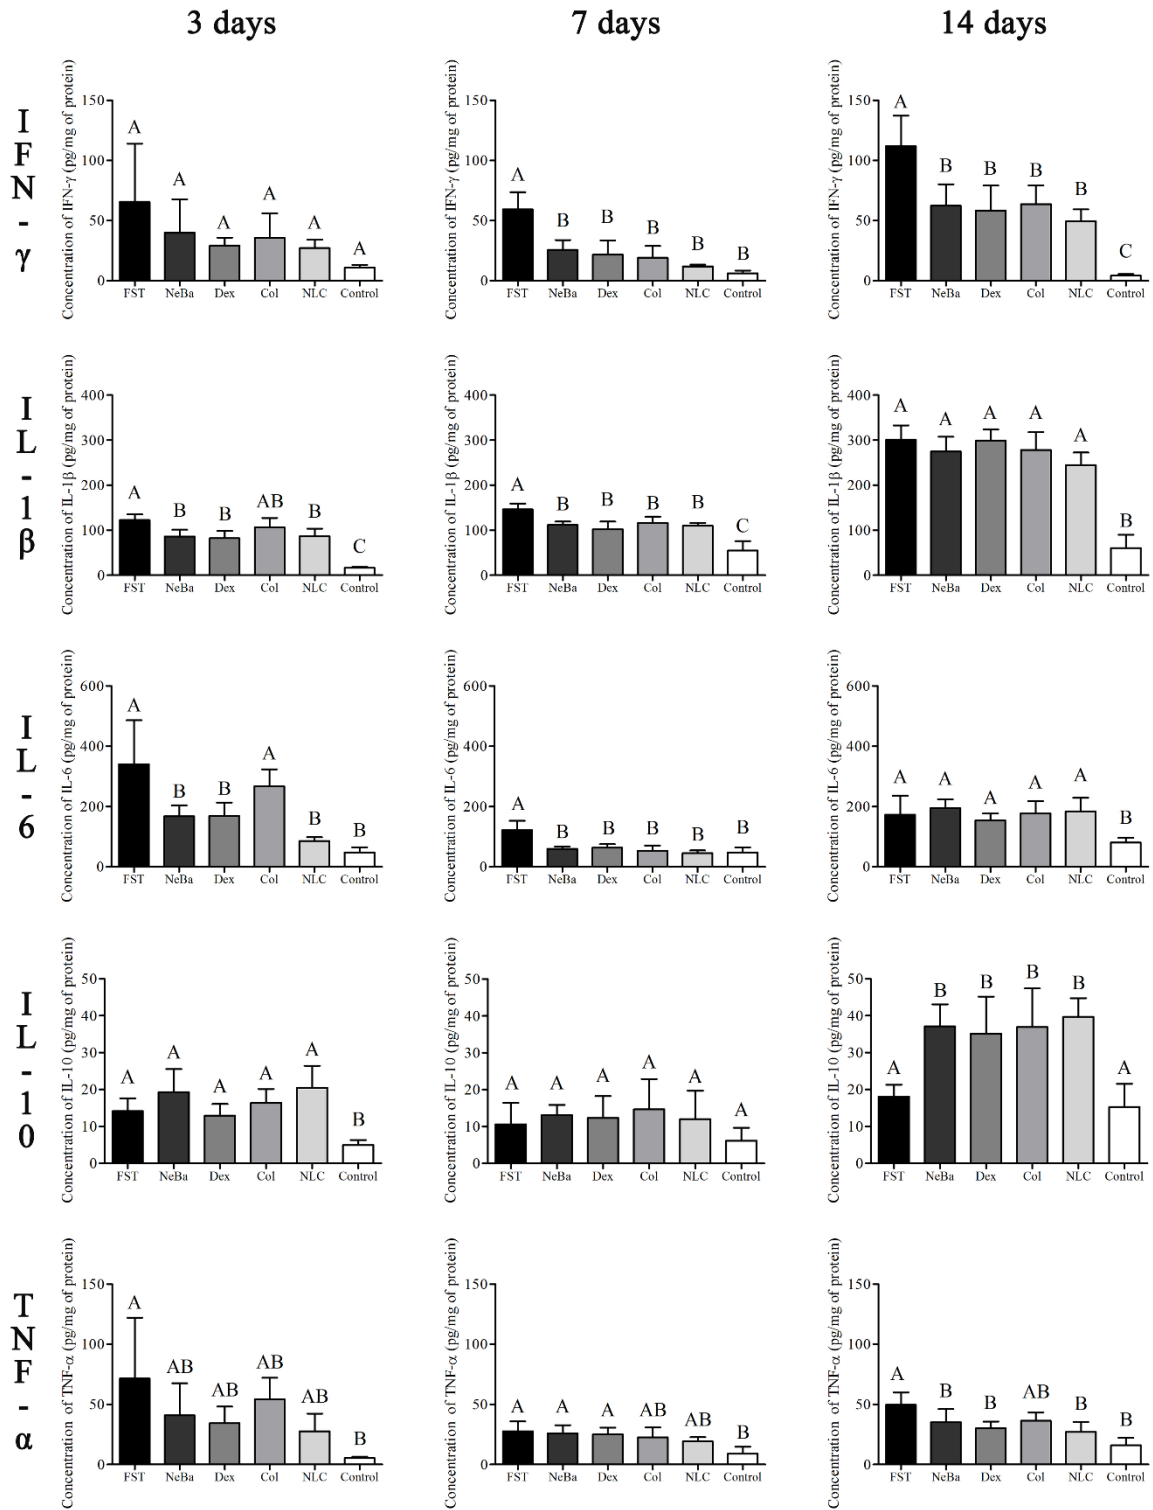 3 days
7 days
14 days
IFN-γ
Concentration of IFN-γ (pg/mg of protein)
150
100
50
0
A
A
A
A
A
A
FST
NeBa
Dex
Col
NLC
Control
Concentration of IFN-γ (pg/mg of protein)
150
100
50
0
A
B
B
B
B
B
FST
NeBa
Dex
Col
NLC
Control
Concentration of IFN-γ (pg/mg of protein)
150
100
50
0
A
B
B
B
B
C
FST
NeBa
Dex
Col
NLC
Control
IL-1β
Concentration of IL-1β (pg/mg of protein)
400
300
200
100
0
A
B
B
AB
B
C
FST
NeBa
Dex
Col
NLC
Control
Concentration of IL-1β (pg/mg of protein)
400
300
200
100
0
A
B
B
B
B
C
FST
NeBa
Dex
Col
NLC
Control
Concentration of IL-1β (pg/mg of protein)
400
300
200
100
0
A
A
A
A
A
B
FST
NeBa
Dex
Col
NLC
Control
IL-6
Concentration of IL-6 (pg/mg of protein)
600
400
200
0
A
B
B
A
B
B
FST
NeBa
Dex
Col
NLC
Control
Concentration of IL-6 (pg/mg of protein)
600
400
200
0
A
B
B
B
B
B
FST
NeBa
Dex
Col
NLC
Control
Concentration of IL-6 (pg/mg of protein)
600
400
200
0
A
A
A
A
A
B
FST
NeBa
Dex
Col
NLC
Control
IL-10
Concentration of IL-10 (pg/mg of protein)
50
40
30
20
10
0
A
A
A
A
A
B
FST
NeBa
Dex
Col
NLC
Control
Concentration of IL-10 (pg/mg of protein)
50
40
30
20
10
0
A
A
A
A
A
A
FST
NeBa
Dex
Col
NLC
Control
Concentration of IL-10 (pg/mg of protein)
50
40
30
20
10
0
A
B
B
B
B
A
FST
NeBa
Dex
Col
NLC
Control
TNF-α
Concentration of TNF-α (pg/mg of protein)
150
100
50
0
A
AB
AB
AB
AB
B
FST
NeBa
Dex
Col
NLC
Control
Concentration of TNF-α (pg/mg of protein)
150
100
50
0
A
A
A
AB
AB
B
FST
NeBa
Dex
Col
NLC
Control
Concentration of TNF-α (pg/mg of protein)
150
100
50
0
A
B
B
AB
B
B
FST
NeBa
Dex
Col
NLC
Control